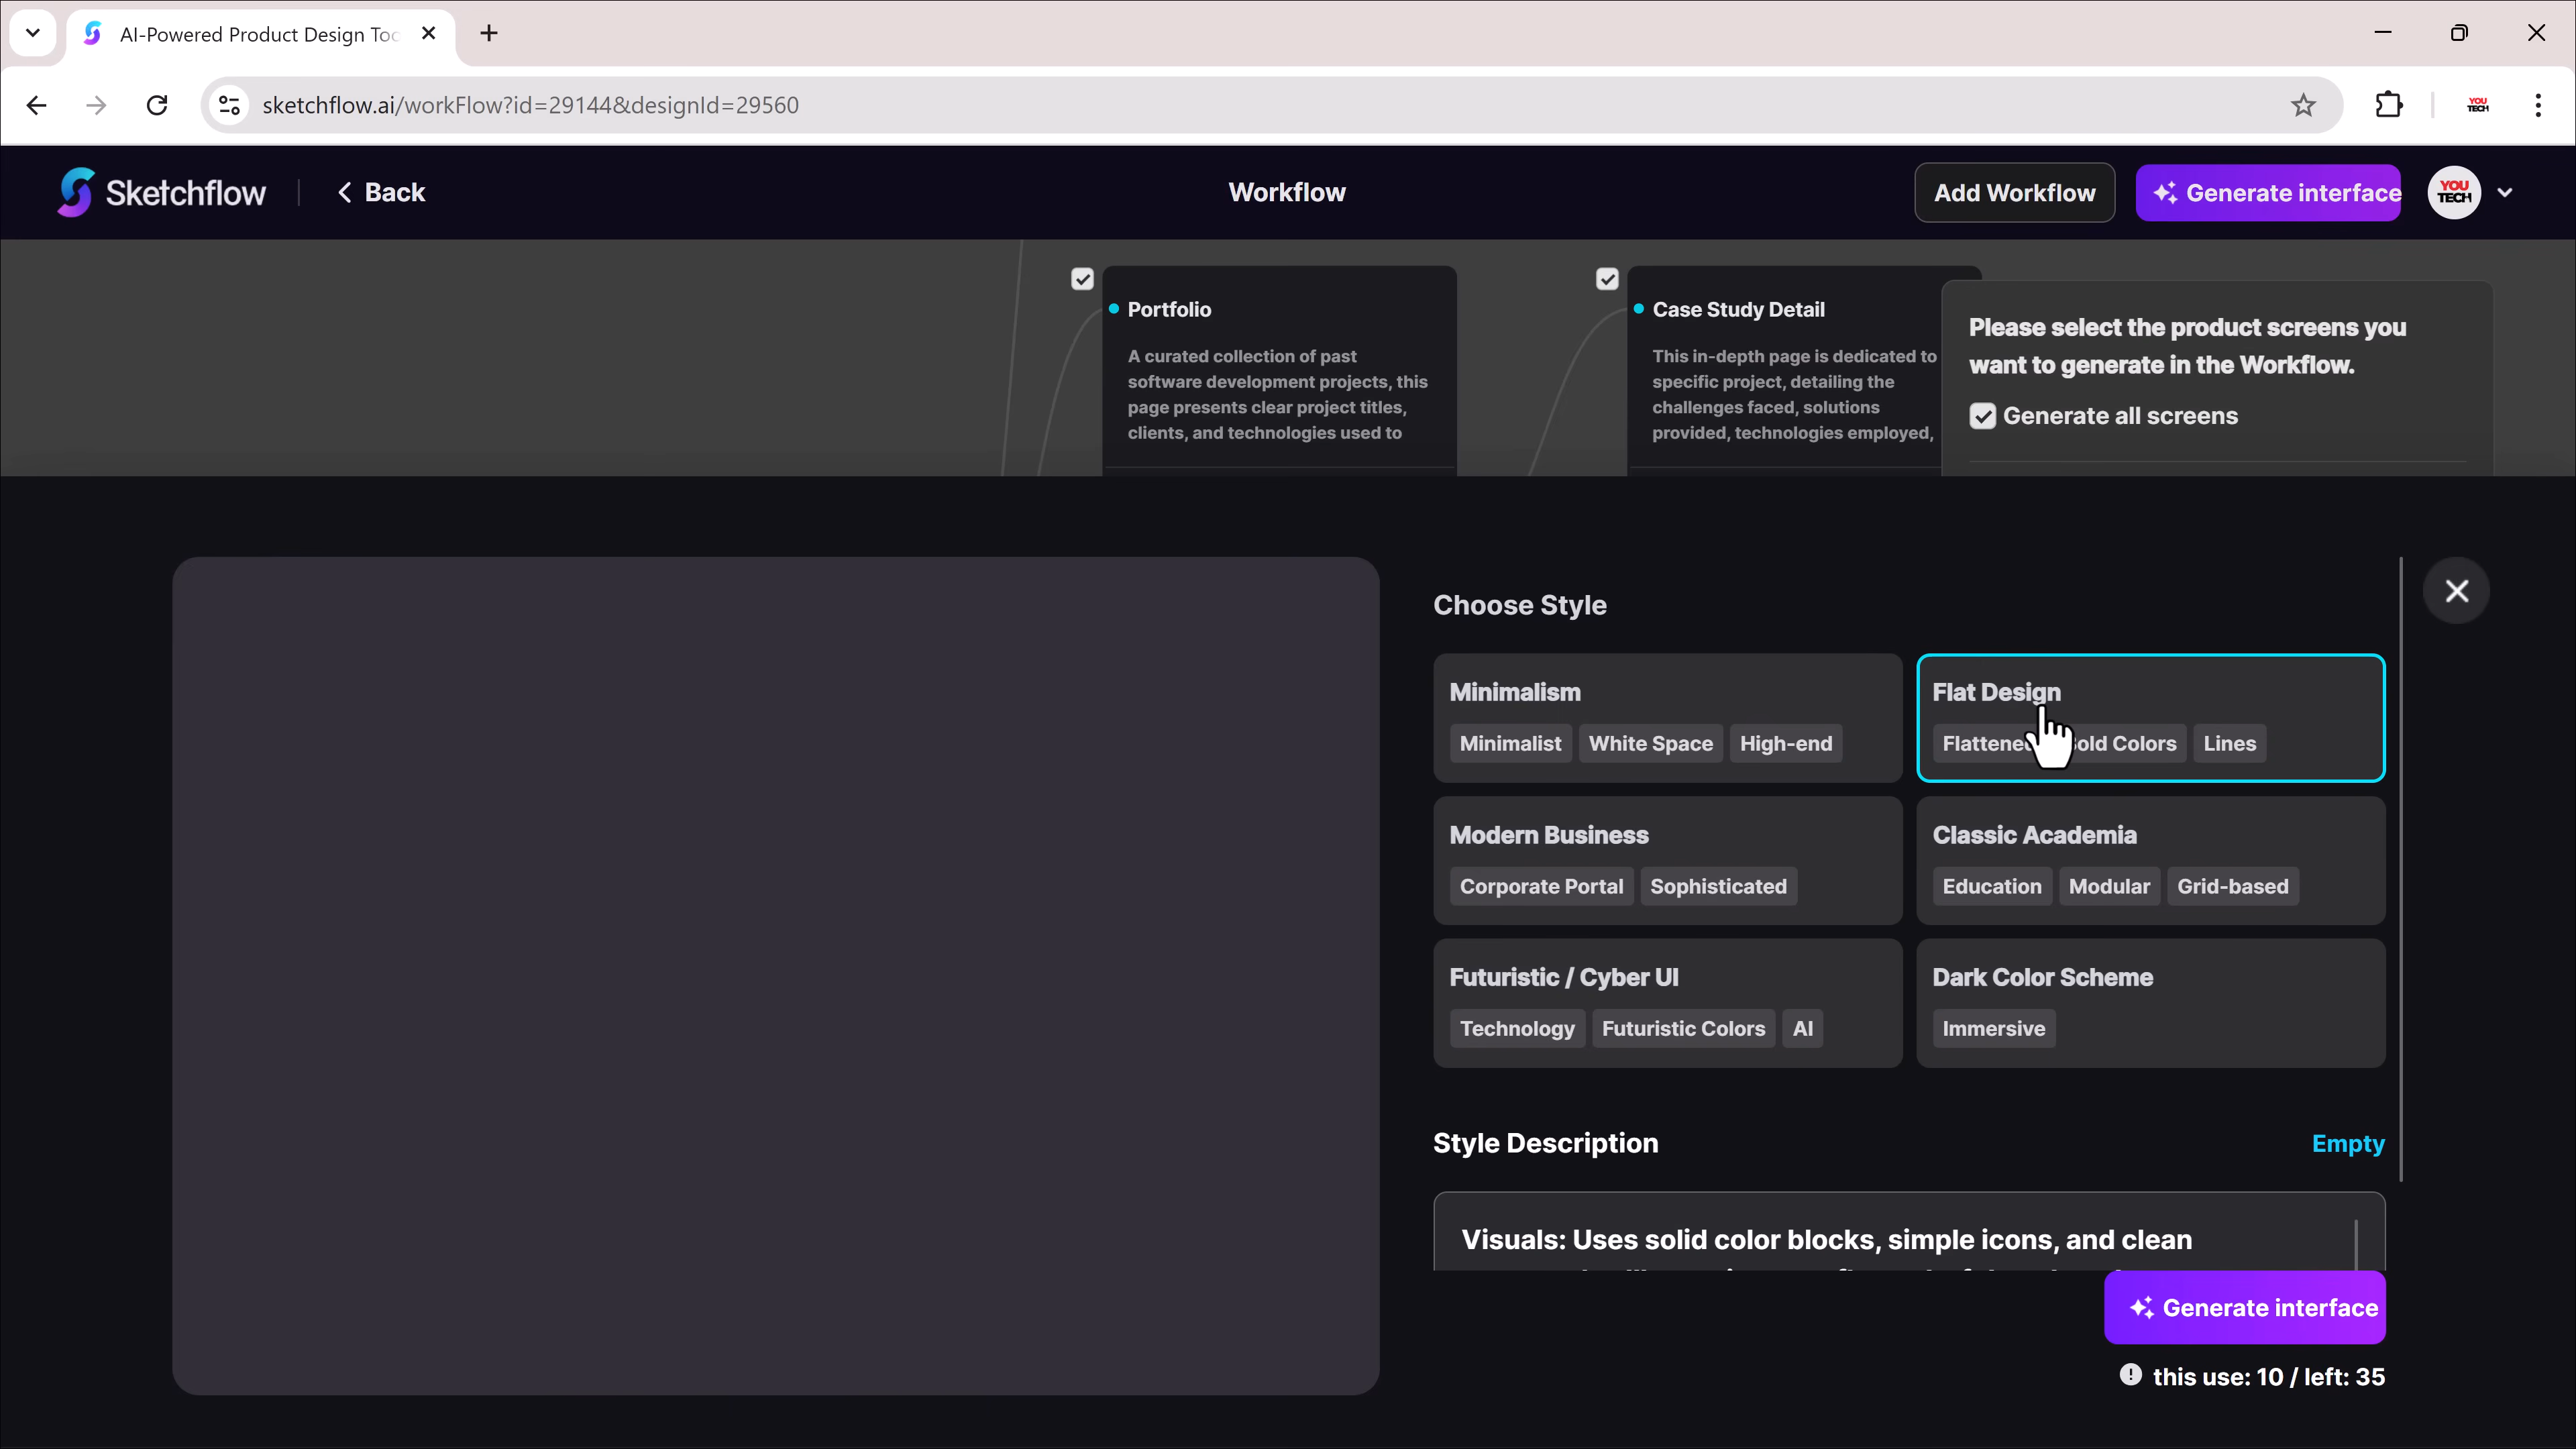 AI-Powered Product Design Too
sketchflow.ai/workFlow?id=29144&designId=29560
YOU
TECH
Sketchflow
Back
Workflow
Add Workflow
Generate interface
YOU
TECH
Portfolio
A curated collection of past
software development projects, this
page presents clear project titles,
clients, and technologies used to
Case Study Detail
This in-depth page is dedicated to
specific project, detailing the
challenges faced, solutions
provided, technologies employed,
Please select the product screens you
want to generate in the Workflow.
Generate all screens
Choose Style
Minimalism
Minimalist White Space High-end
Flat Design
Flattened Bold Colors Lines
Modern Business
Corporate Portal Sophisticated
Classic Academia
Education Modular Grid-based
Futuristic / Cyber UI
Technology Futuristic Colors AI
Dark Color Scheme
Immersive
Style Description
Empty
Visuals: Uses solid color blocks, simple icons, and clean
Generate interface
this use: 10 / left: 35